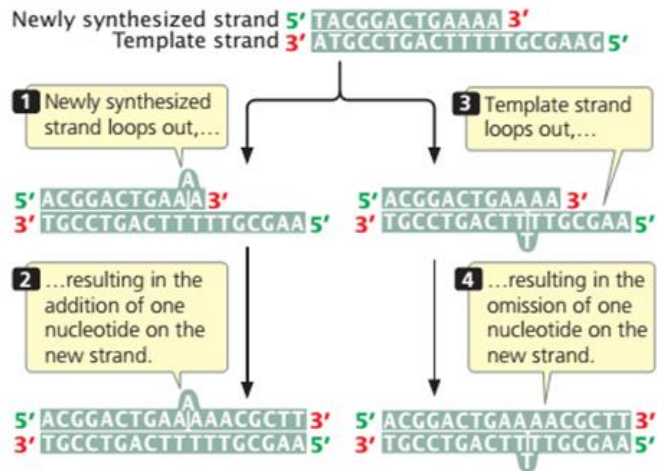 Newly synthesized strand 5′ TACGGACTGAAAA 3′
Template strand 3′ ATGCCTGACTTTTTGCGAAG 5′
1 Newly synthesized
strand loops out,…
3 Template strand
loops out,…
A
5′ ACGGACTGAAA 3′
3′ TGCCTGACTTTTTGCGAA 5′
5′ ACGGACTGAAAA 3′
3′ TGCCTGACTTTTGCGAA 5′
T
2 …resulting in the
addition of one
nucleotide on the
new strand.
4 …resulting in the
omission of one
nucleotide on the
new strand.
A
5′ ACGGACTGAAAAACGCTT 3′
3′ TGCCTGACTTTTTGCGAA 5′
5′ ACGGACTGAAAACGCTT 3′
3′ TGCCTGACTTTTGCGAA 5′
T